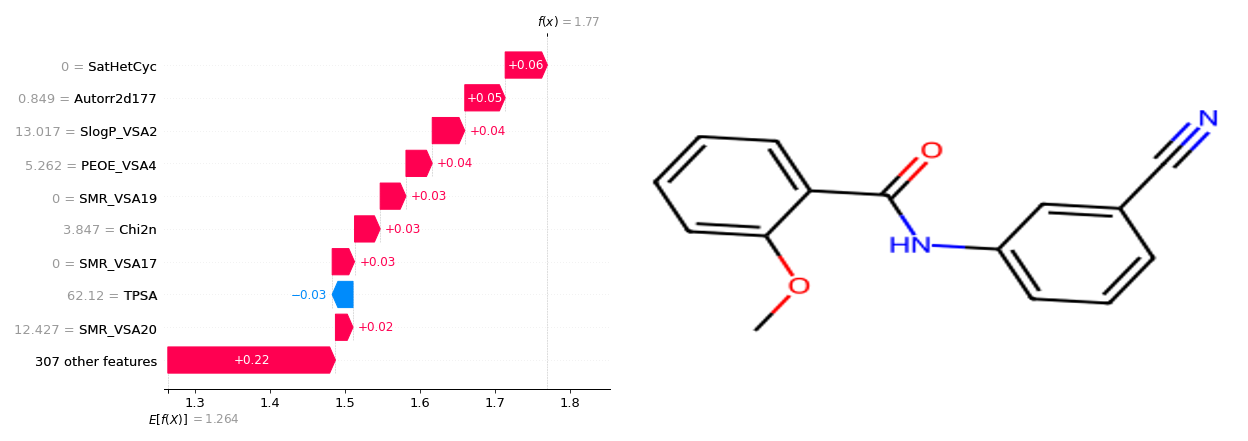 f(x) = 1.77
0 = SatHetCyc
+0.06
0.849 = Autorr2d177
+0.05
13.017 = SlogP_VSA2
+0.04
5.262 = PEOE_VSA4
+0.04
0 = SMR_VSA19
+0.03
3.847 = Chi2n
+0.03
0 = SMR_VSA17
+0.03
62.12 = TPSA
−0.03
12.427 = SMR_VSA20
+0.02
307 other features
+0.22
1.3 1.4 1.5 1.6 1.7 1.8
E[f(X)] = 1.264
N
O
HN
O